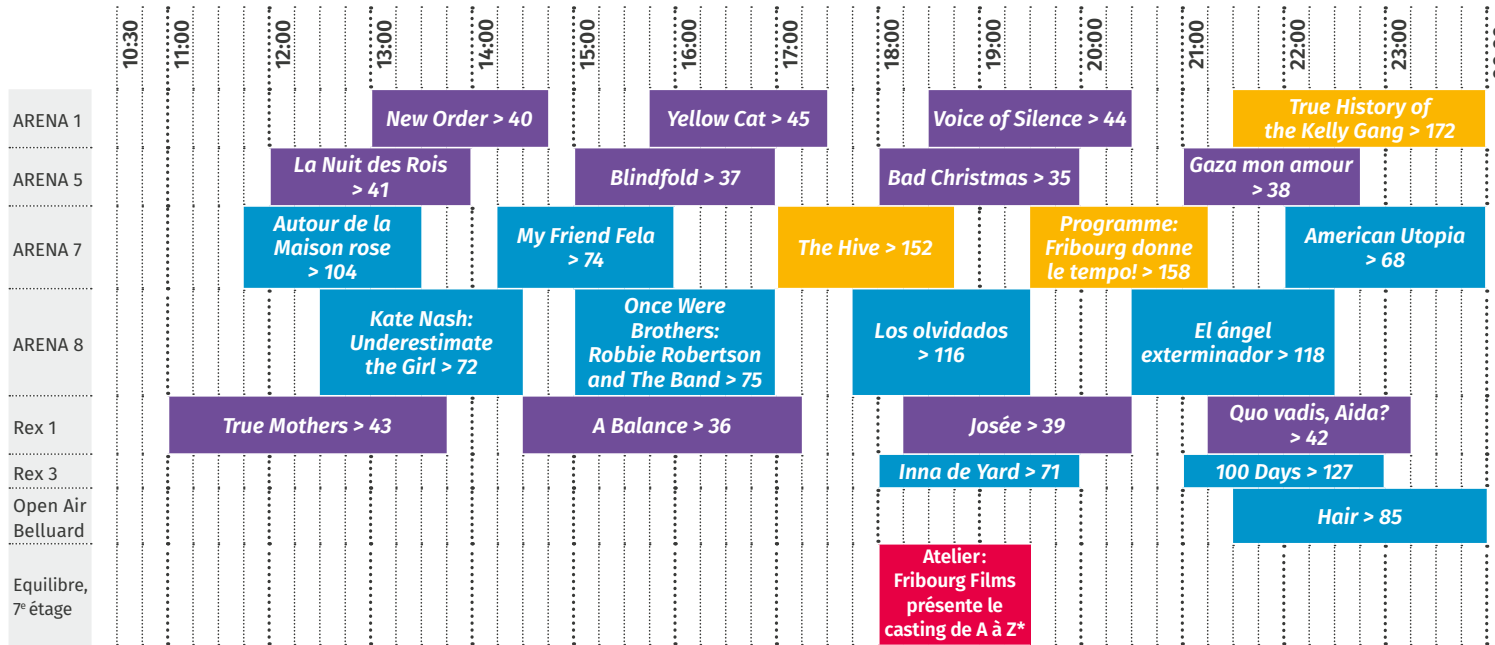 10:30
11:00
12:00
13:00
14:00
15:00
16:00
17:00
18:00
19:00
20:00
21:00
22:00
23:00
ARENA 1
New Order > 40
Yellow Cat > 45
Voice of Silence > 44
True History of
the Kelly Gang > 172
ARENA 5
La Nuit des Rois
> 41
Blindfold > 37
Bad Christmas > 35
Gaza mon amour
> 38
ARENA 7
Autour de la
Maison rose
> 104
My Friend Fela
> 74
The Hive > 152
Programme:
Fribourg donne
le tempo! > 158
American Utopia
> 68
ARENA 8
Kate Nash:
Underestimate
the Girl > 72
Once Were
Brothers:
Robbie Robertson
and The Band > 75
Los olvidados
> 116
El ángel
exterminador > 118
Rex 1
True Mothers > 43
A Balance > 36
Josée > 39
Quo vadis, Aida?
> 42
Rex 3
Inna de Yard > 71
100 Days > 127
Open Air
Belluard
Hair > 85
Equilibre,
7e étage
Atelier:
Fribourg Films
présente le
casting de A à Z*